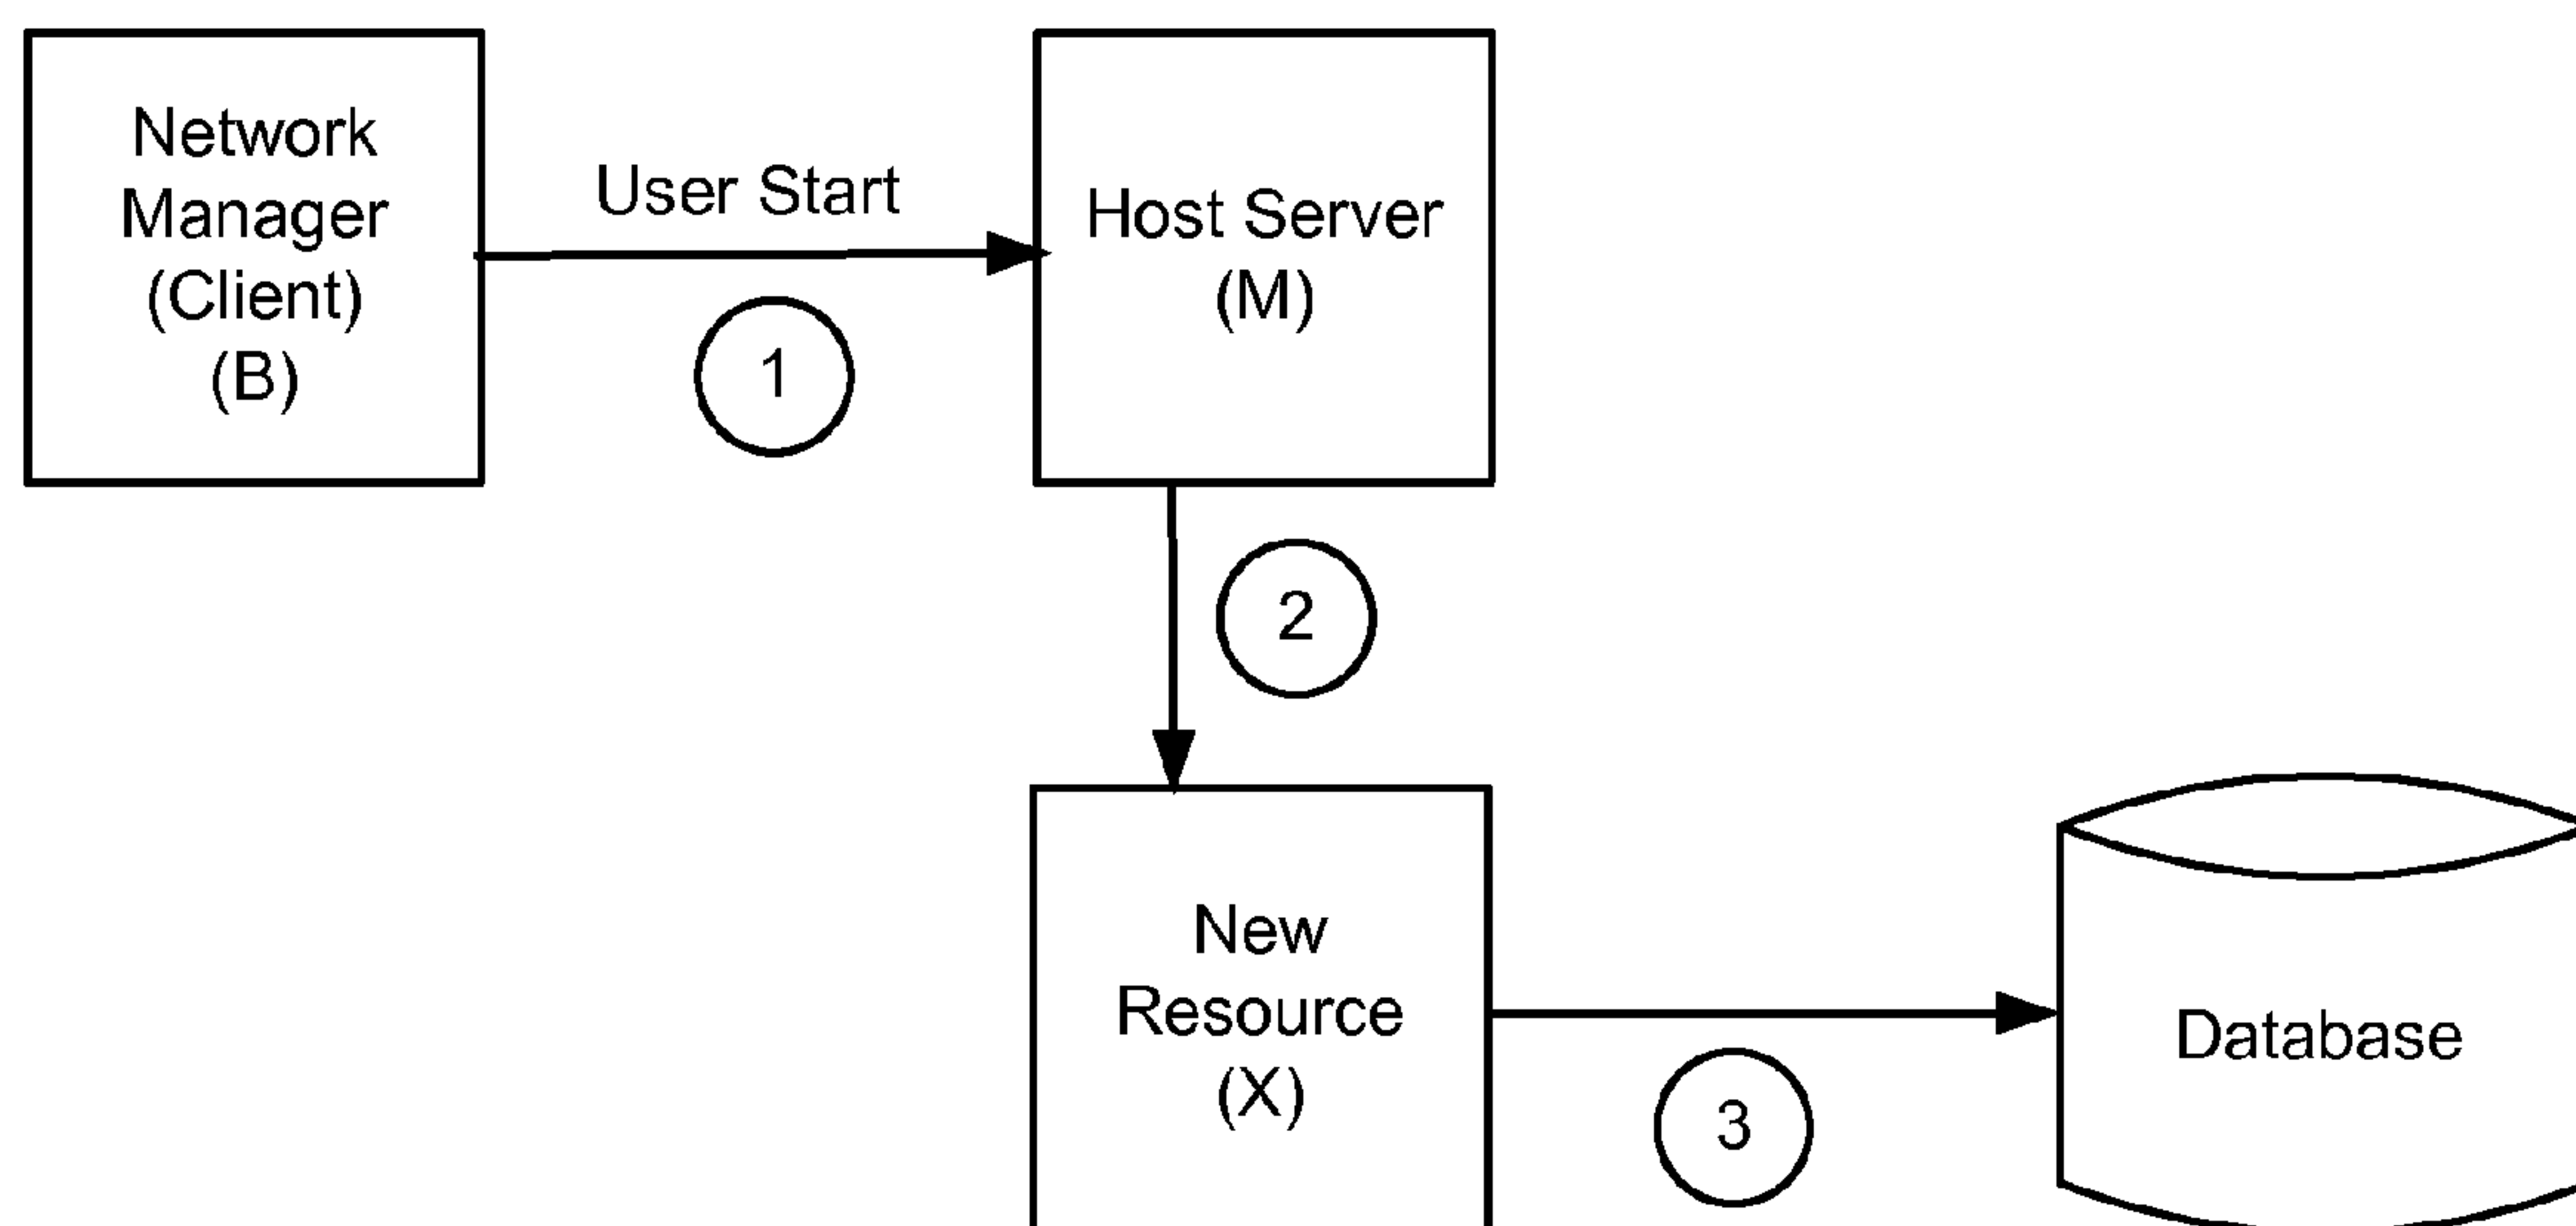 Network
Manager
(Client)
(B)
User Start
1
Host Server
(M)
2
New
Resource
(X)
3
Database